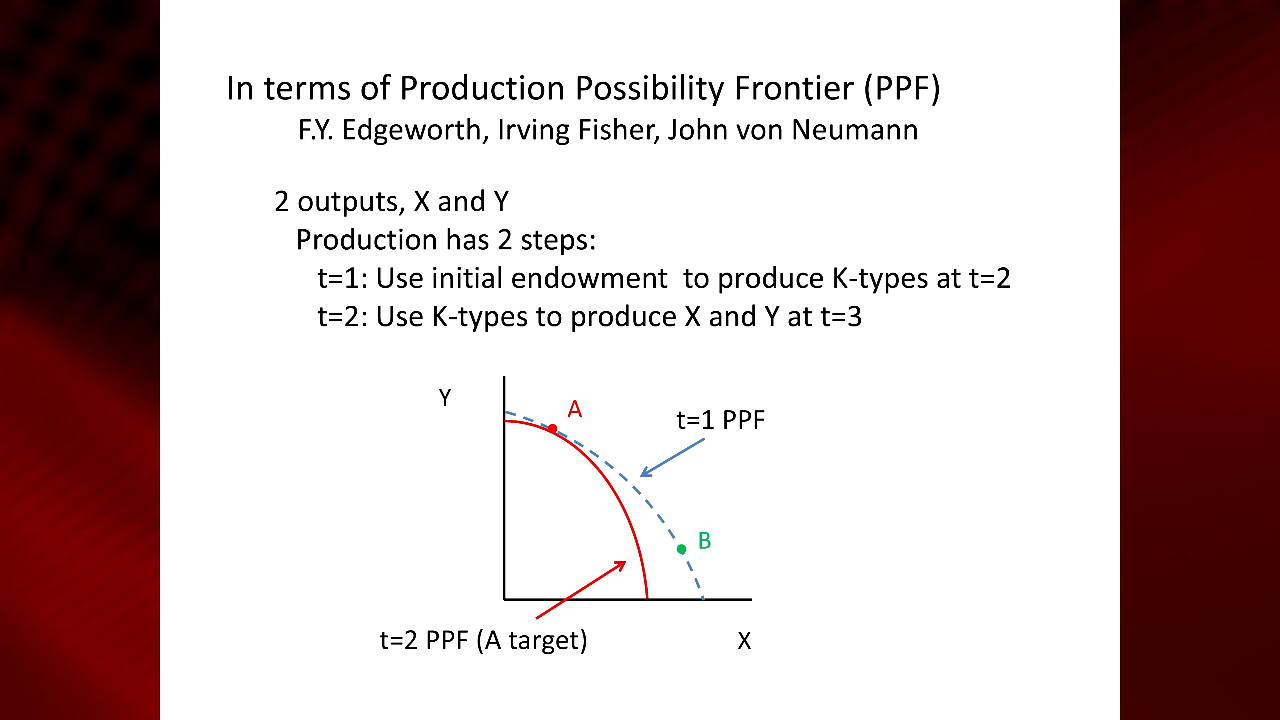 In terms of Production Possibility Frontier (PPF)
F.Y. Edgeworth, Irving Fisher, John von Neumann
2 outputs, X and Y
Production has 2 steps:
t=1: Use initial endowment to produce K-types at t=2
t=2: Use K-types to produce X and Y at t=3
Y
A
t=1 PPF
B
t=2 PPF (A target)
X